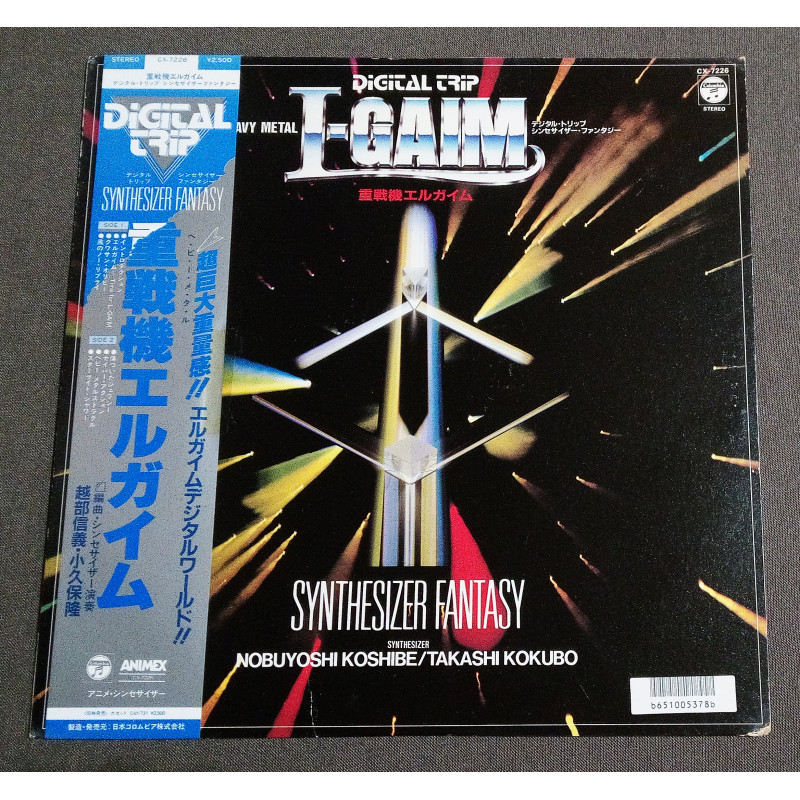 STEREO CX-7226 ¥2,500
重戦機エルガイム
デジタル・トリップ シンセサイザー・ファンタジー
DIGITAL TRIP
デジタル トリップ
シンセサイザー ファンタジー
SYNTHESIZER FANTASY
SIDE 1
SIDE 2
重戦機エルガイム
ヘ・ビ・ー・メ・タ・ル
超巨大重量感!! エルガイムデジタルワールド!!
編曲・シンセサイザー演奏
越部信義・小久保隆
Columbia
ANIMEX
CX-7226
アニメ・シンセサイザー
製造・発売元:日本コロムビア株式会社
DIGITAL TRIP
AVY METAL
L-GAIM
デジタル・トリップ
シンセサイザー・ファンタジー
重戦機エルガイム
CX-7226
Columbia
STEREO
SYNTHESIZER FANTASY
SYNTHESIZER
NOBUYOSHI KOSHIBE/TAKASHI KOKUBO
b651005378b